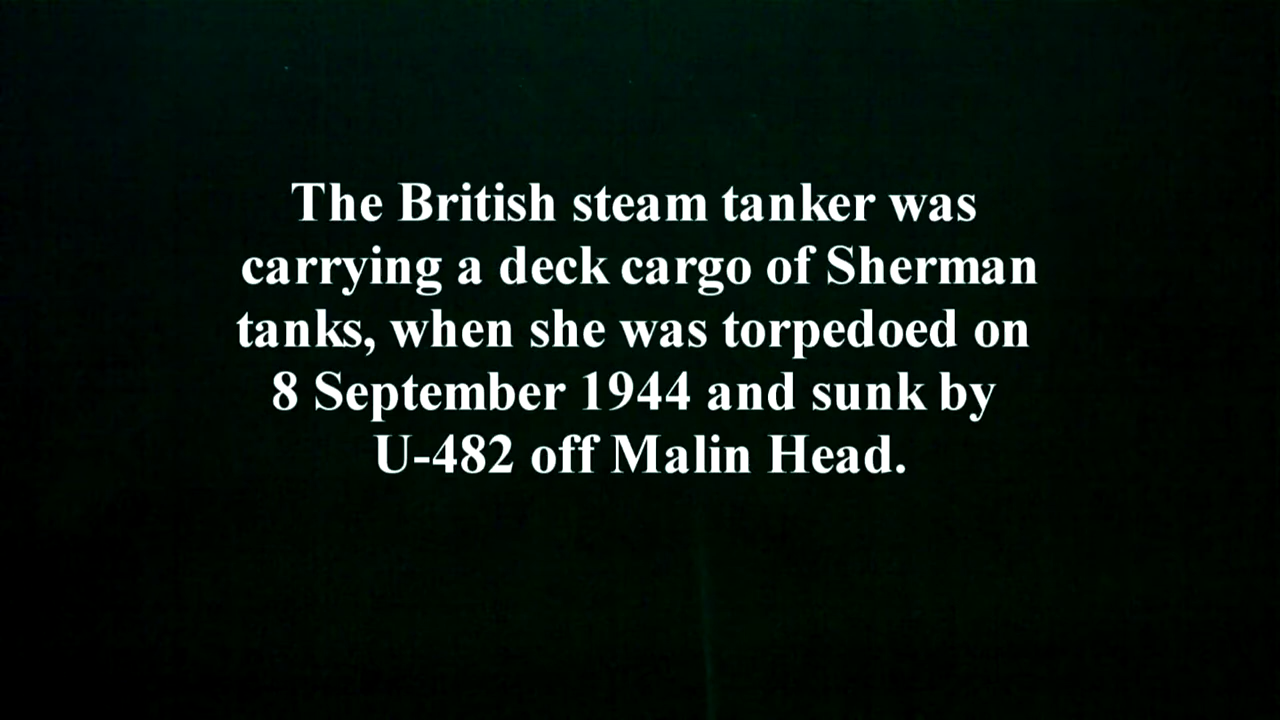 The British steam tanker was
carrying a deck cargo of Sherman
tanks, when she was torpedoed on
8 September 1944 and sunk by
U-482 off Malin Head.